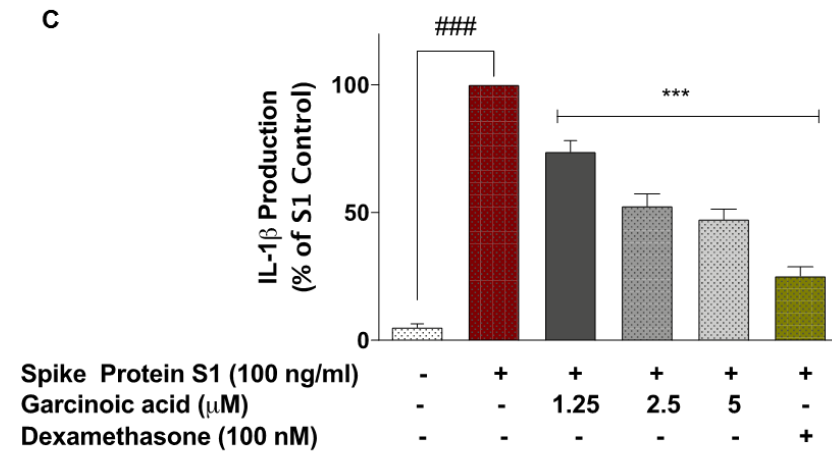 C
###
***
IL-1β Production
(% of S1 Control)
100
50
0
Spike Protein S1 (100 ng/ml) - + + + + +
Garcinoic acid (μM) - - 1.25 2.5 5 -
Dexamethasone (100 nM) - - - - - +